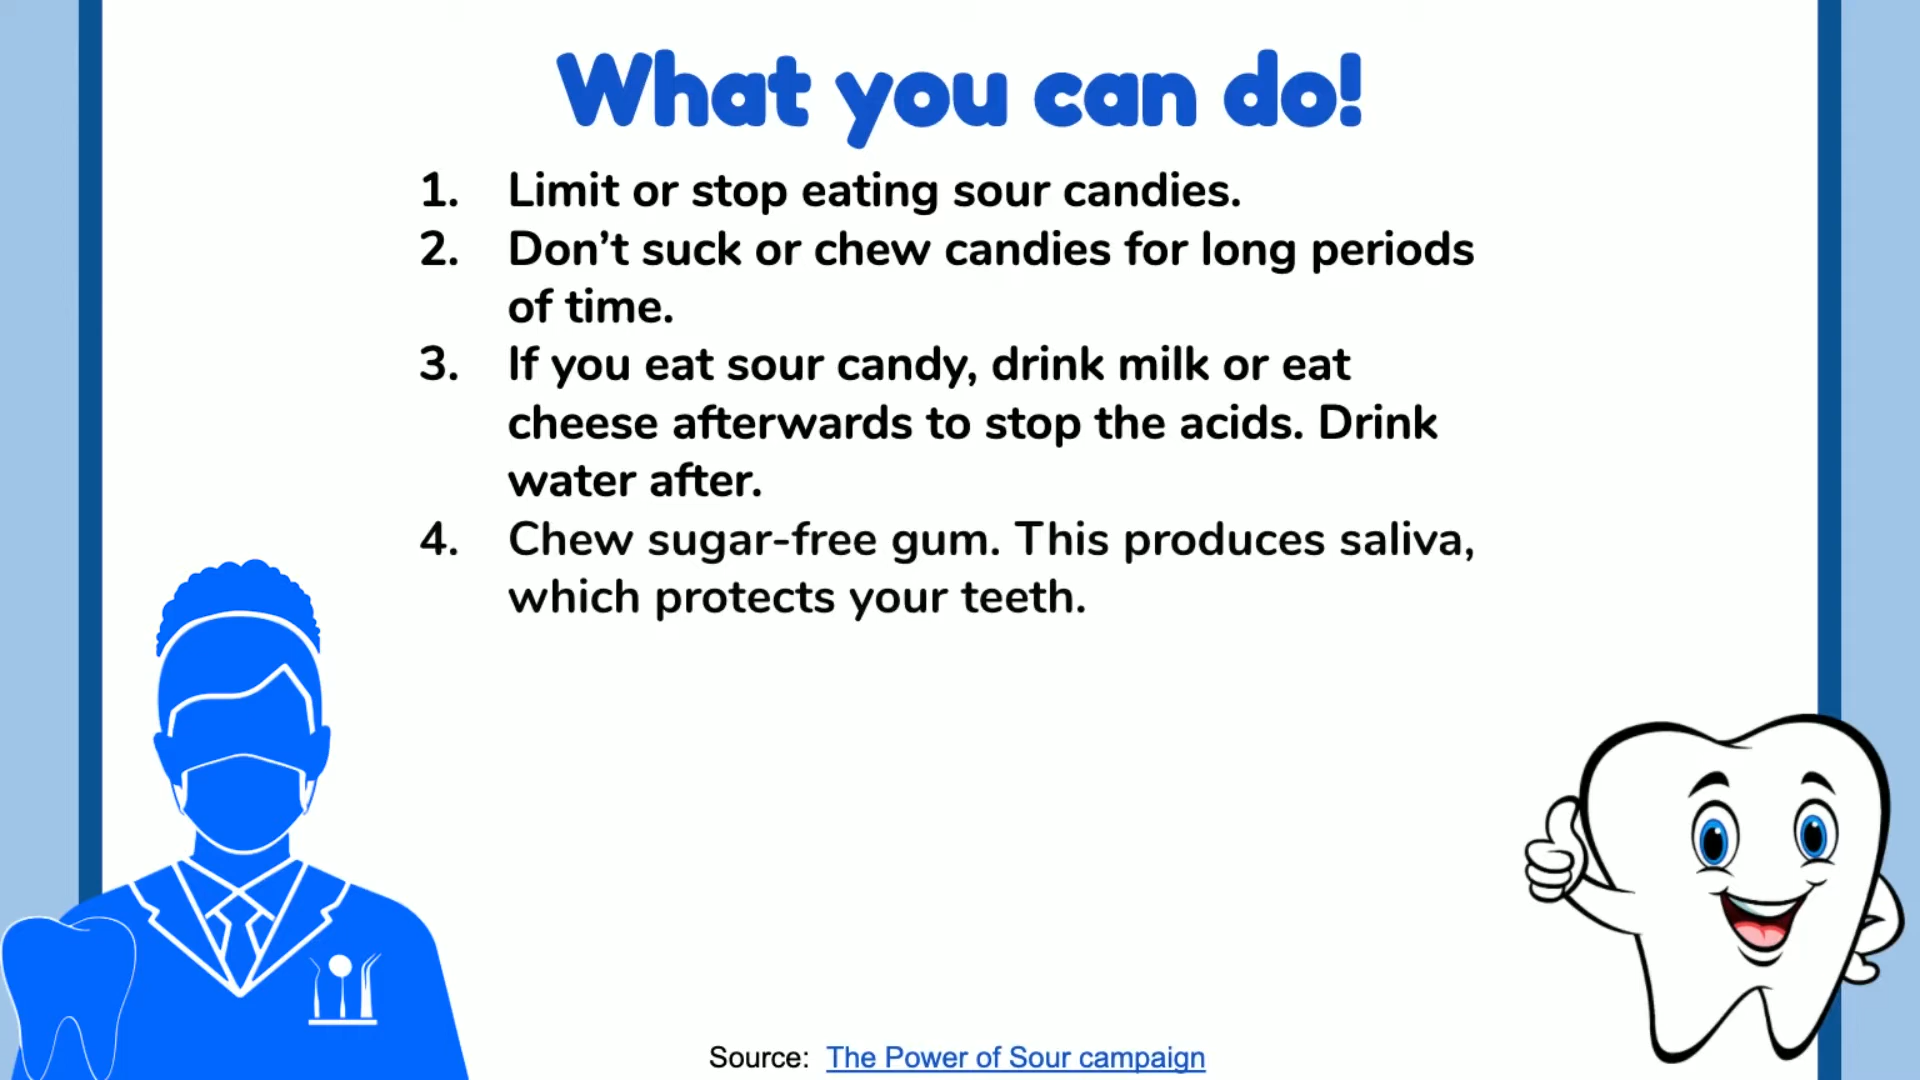 What you can do!
1. Limit or stop eating sour candies.
2. Don’t suck or chew candies for long periods
of time.
3. If you eat sour candy, drink milk or eat
cheese afterwards to stop the acids. Drink
water after.
4. Chew sugar-free gum. This produces saliva,
which protects your teeth.
Source: The Power of Sour campaign